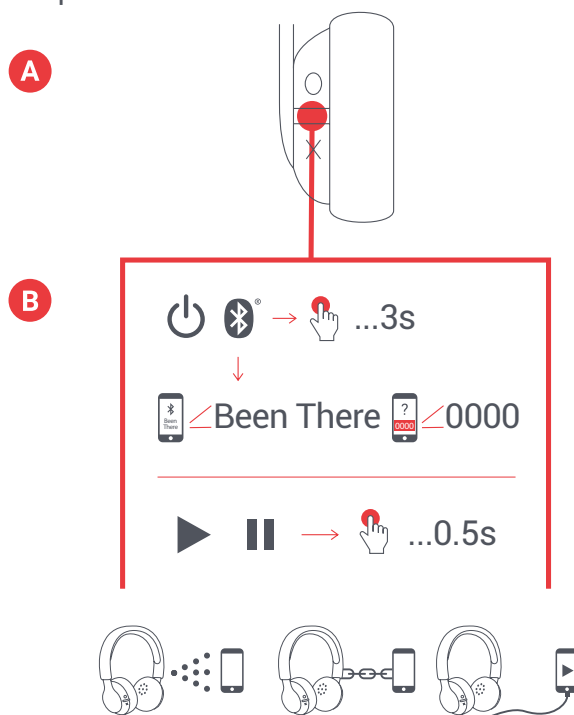 A
B
® ...3s
Been There
Been There
?
0000
0000
...0.5s